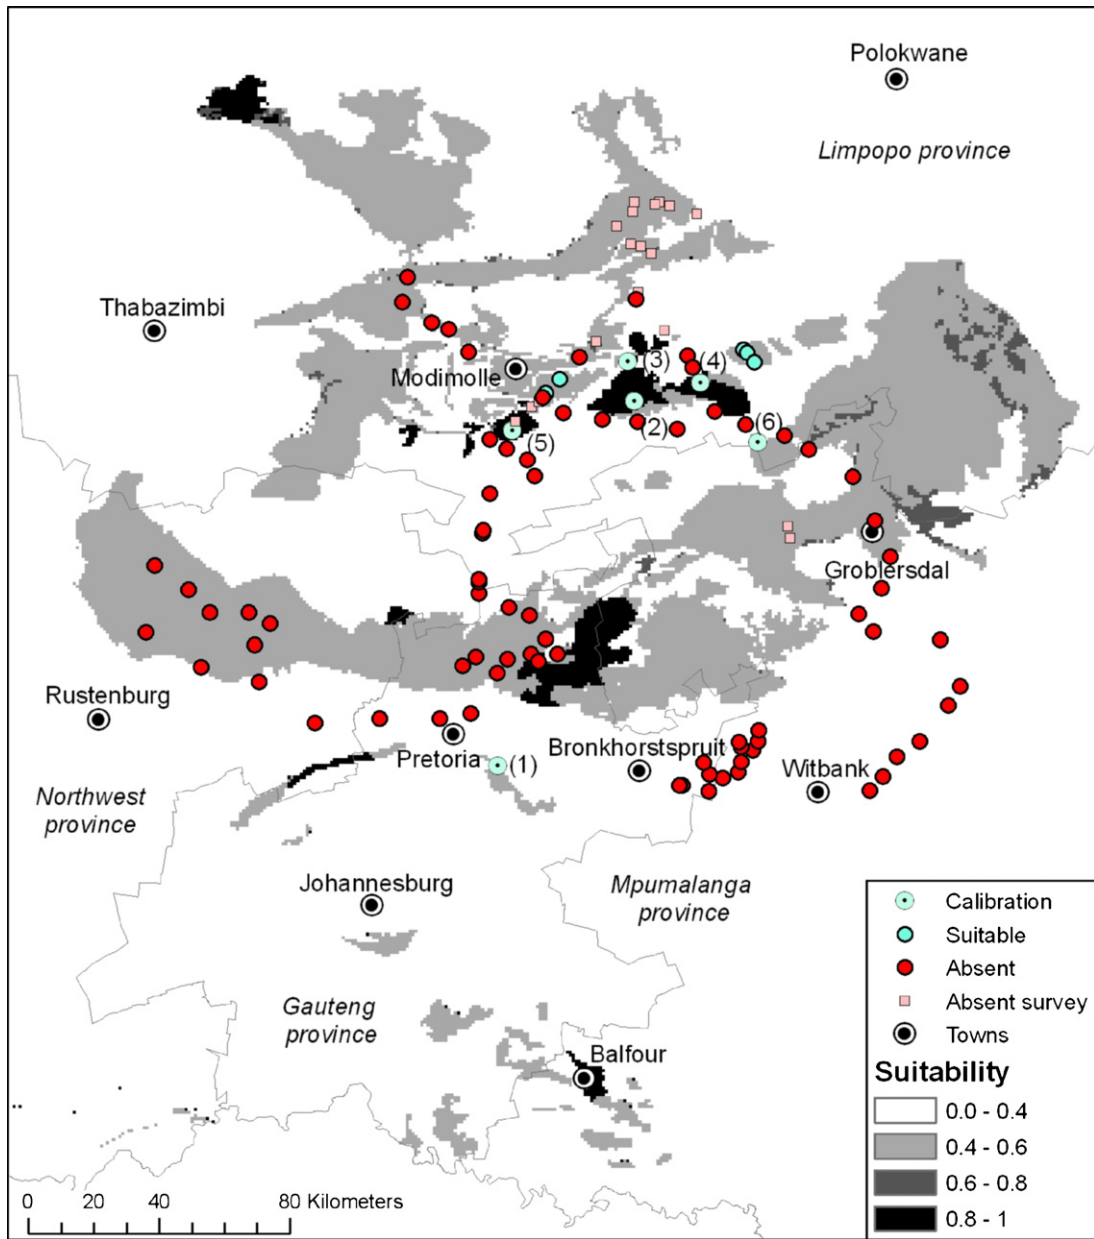 Polokwane
Limpopo province
Thabazimbi
Modimolle
(3)
(4)
(2)
(6)
(5)
Groblersdal
Rustenburg
Pretoria
(1)
Bronkhorstspruit
Witbank
Northwest
province
Johannesburg
Mpumalanga
province
Gauteng
province
Balfour
Calibration
Suitable
Absent
Absent survey
Towns
Suitability
0.0 - 0.4
0.4 - 0.6
0.6 - 0.8
0.8 - 1
0 20 40 80 Kilometers